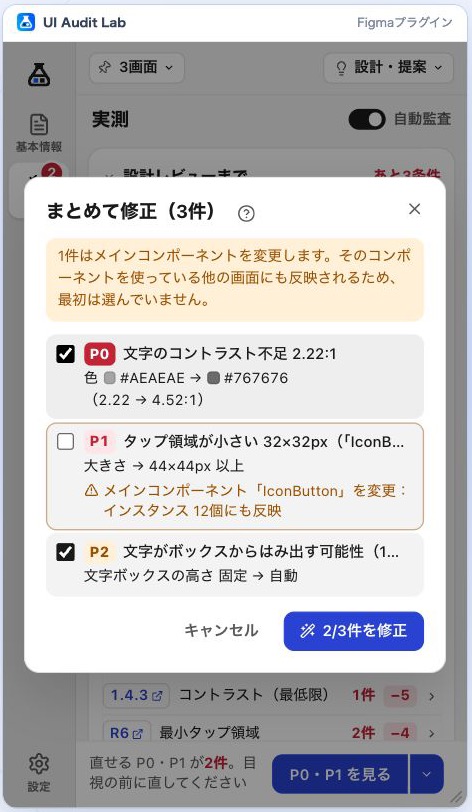 UI Audit Lab
Figmaプラグイン
3画面
設計・提案
基本情報
実測
自動監査
2
設計レビューまで
あと3条件
まとめて修正（3件）
1件はメインコンポーネントを変更します。そのコンポ
ーネントを使っている他の画面にも反映されるため、
最初は選んでいません。
P0 文字のコントラスト不足 2.22:1
色 #AEAEAE → #767676
（2.22 → 4.52:1）
P1 タップ領域が小さい 32×32px（「IconB...
大きさ → 44×44px 以上
メインコンポーネント「IconButton」を変更：
インスタンス 12個にも反映
P2 文字がボックスからはみ出す可能性（1...
文字ボックスの高さ 固定 → 自動
キャンセル
2/3件を修正
1.4.3 コントラスト（最低限） 1件 −5
R6 最小タップ領域 2件 −4
設定
直せる P0・P1 が2件。目
視の前に直してください
P0・P1 を見る